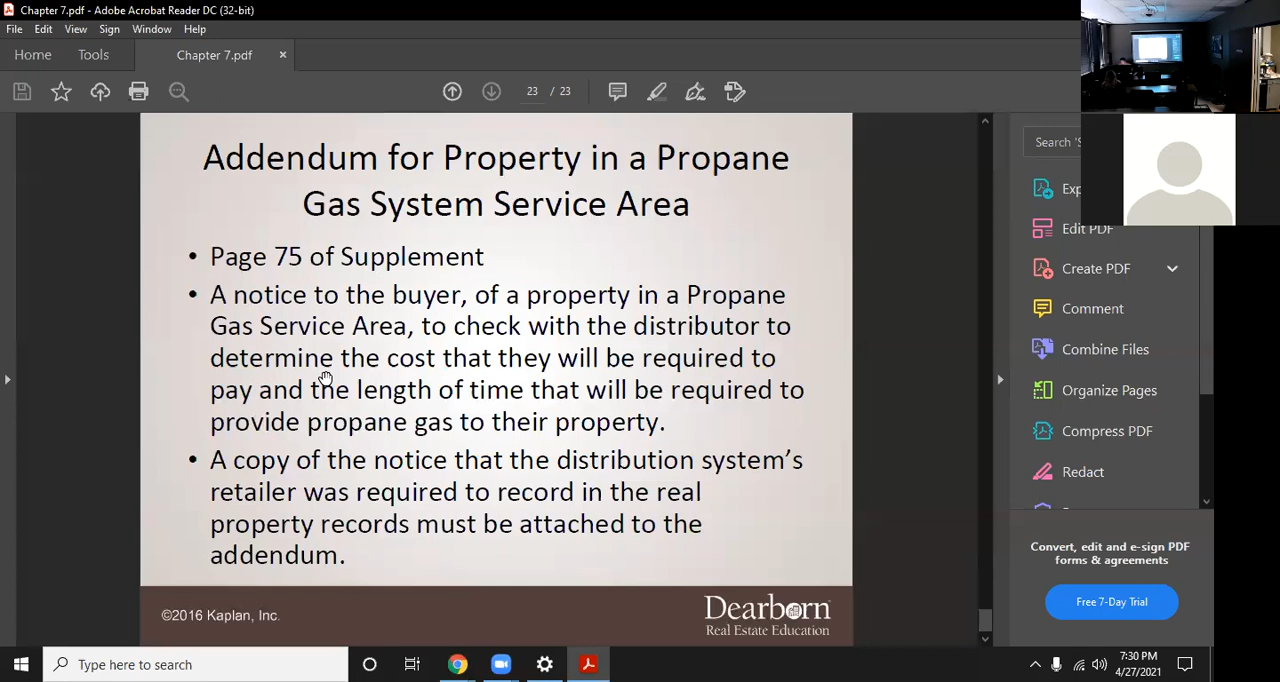 Chapter 7.pdf - Adobe Acrobat Reader DC (32-bit)
File Edit View Sign Window Help
Home Tools Chapter 7.pdf ×
23 / 23
Search 'S
Addendum for Property in a Propane
Gas System Service Area
• Page 75 of Supplement
• A notice to the buyer, of a property in a Propane
Gas Service Area, to check with the distributor to
determine the cost that they will be required to
pay and the length of time that will be required to
provide propane gas to their property.
• A copy of the notice that the distribution system's
retailer was required to record in the real
property records must be attached to the
addendum.
©2016 Kaplan, Inc.
Dearborn
Real Estate Education
Exp
Edit PDF
Create PDF
Comment
Combine Files
Organize Pages
Compress PDF
Redact
Convert, edit and e-sign PDF
forms & agreements
Free 7-Day Trial
Type here to search
7:30 PM
4/27/2021